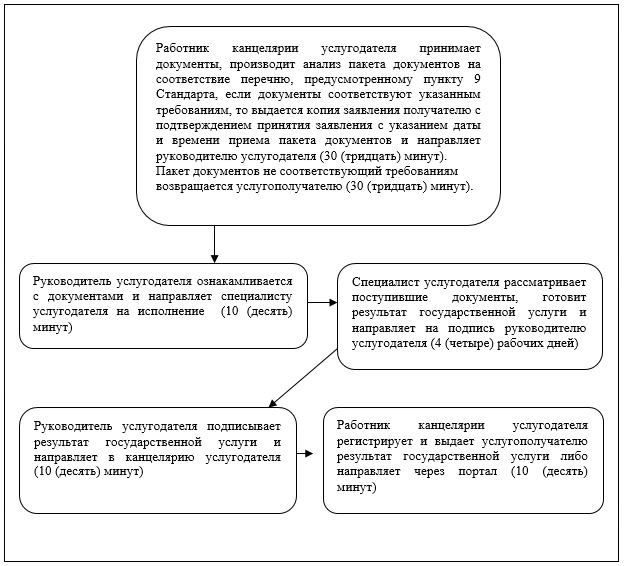 Работник канцелярии услугодателя принимает
документы, производит анализ пакета документов на
соответствие перечню, предусмотренному пункту 9
Стандарта, если документы соответствуют указанным
требованиям, то выдается копия заявления получателю с
подтверждением принятия заявления с указанием даты
и времени приема пакета документов и направляет
руководителю услугодателя (30 (тридцать) минут).
Пакет документов не соответствующий требованиям
возвращается услугополучателю (30 (тридцать) минут).
Руководитель услугодателя ознакамливается
с документами и направляет специалисту
услугодателя на исполнение (10 (десять)
минут)
Специалист услугодателя рассматривает
поступившие документы, готовит
результат государственной услуги и
направляет на подпись руководителю
услугодателя (4 (четыре) рабочих дней)
Руководитель услугодателя подписывает
результат государственной услуги и
направляет в канцелярию услугодателя
(10 (десять) минут)
Работник канцелярии услугодателя
регистрирует и выдает услугополучателю
результат государственной услуги либо
направляет через портал (10 (десять)
минут)